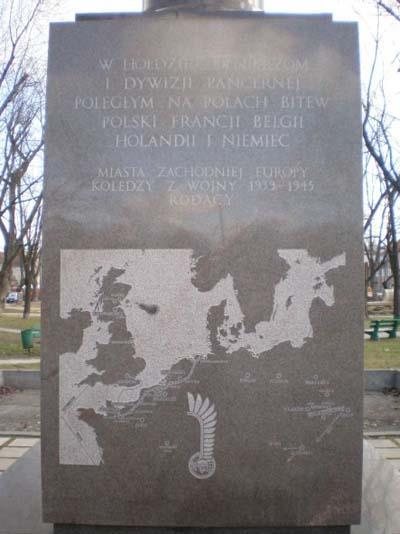 W HOŁDZIE ŻOŁNIERZOM
I DYWIZJI PANCERNEJ
POLEGŁYM NA POLACH BITEW
POLSKI FRANCJI BELGII
HOLANDII I NIEMIEC
MIASTA ZACHODNIEJ EUROPY
KOLEDZY Z WOJNY 1939-1945
RODACY